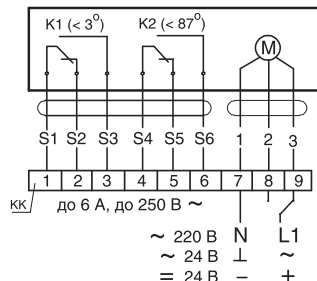 K1 (< 3°) K2 (< 87°)
M
S1 S2 S3 S4 S5 S6 1 2 3
КК 1 2 3 4 5 6 7 8 9
до 6 А, до 250 В ~
~ 220 В N L1
~ 24 В ⊥ ~
= 24 В − +